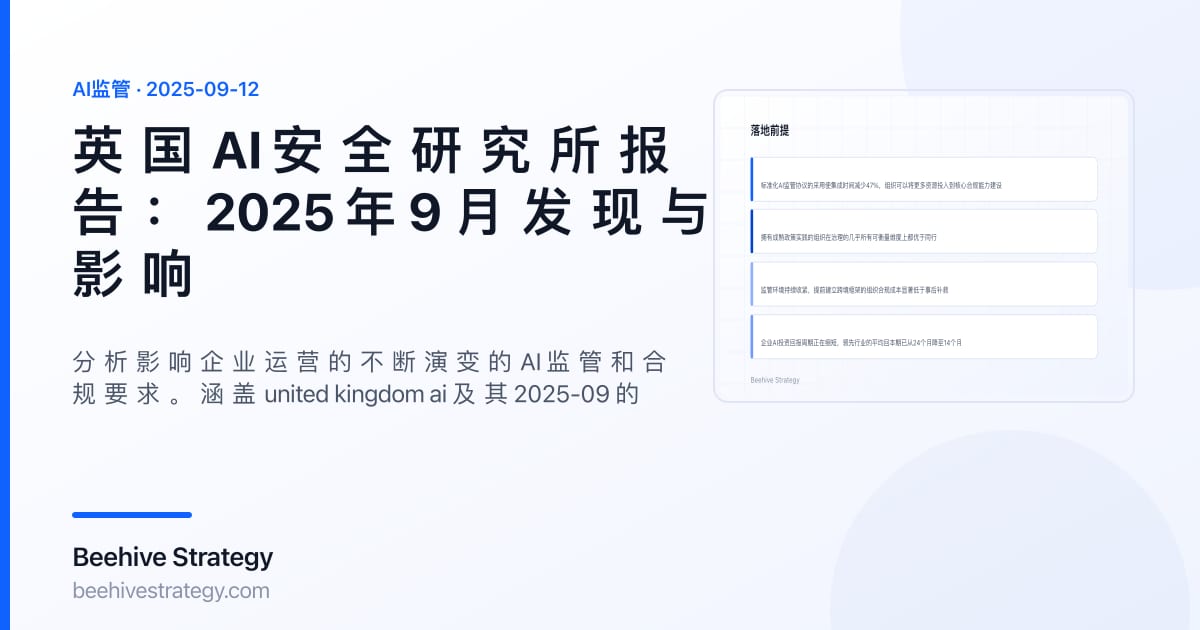 AI监管 · 2025-09-12
英国AI安全研究所报
告：2025年9月发现与
影响
分析影响企业运营的不断演变的AI监管和合
规要求。涵盖 united kingdom ai 及其 2025-09 的
Beehive Strategy
beehivestrategy.com
落地前提
标准化AI监管协议的采用使集成时间减少47%，组织可以将更多资源投入到核心合规能力建设
拥有成熟政策实践的组织在治理的几乎所有可衡量维度上都优于同行
监管环境持续收紧，提前建立跨境框架的组织合规成本显著低于事后补救
企业AI投资回报周期正在缩短，领先行业的平均回本期已从24个月降至14个月
Beehive Strategy